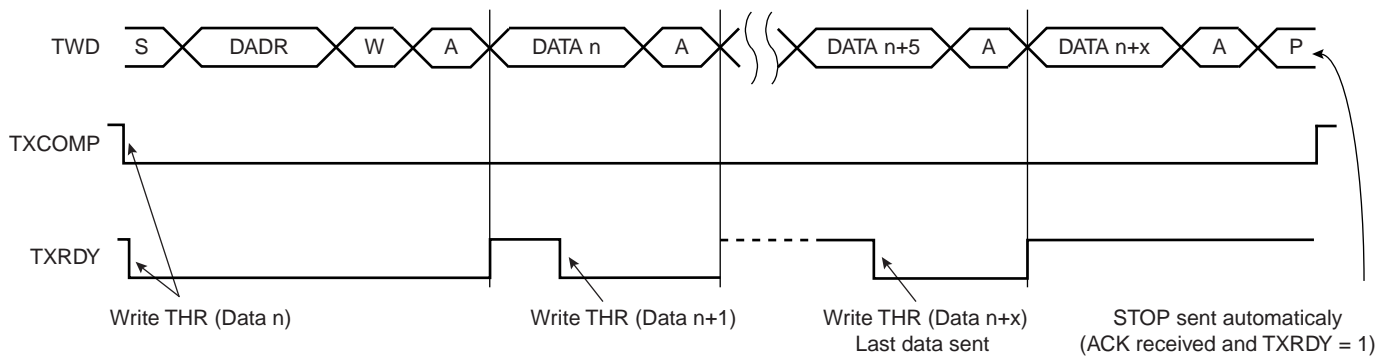 TWD S DADR W A DATA n A DATA n+5 A DATA n+x A P
TXCOMP
TXRDY
Write THR (Data n)
Write THR (Data n+1)
Write THR (Data n+x)
Last data sent
STOP sent automaticaly
(ACK received and TXRDY = 1)